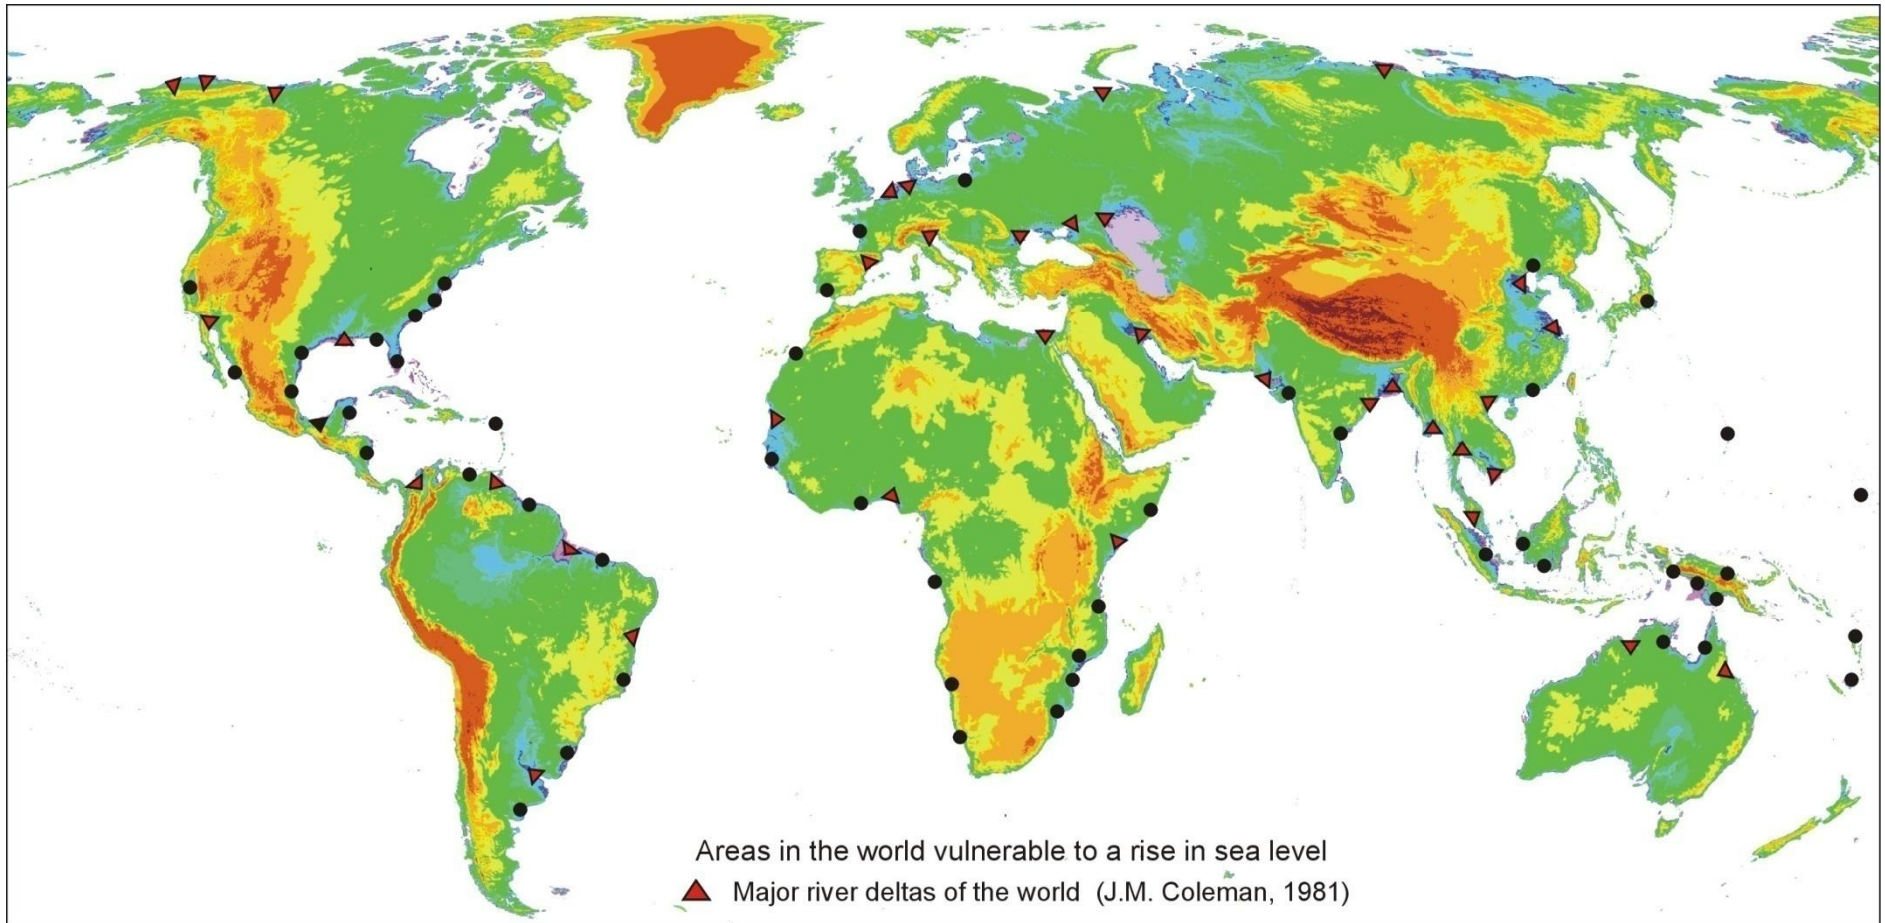 Areas in the world vulnerable to a rise in sea level
Major river deltas of the world (J.M. Coleman, 1981)